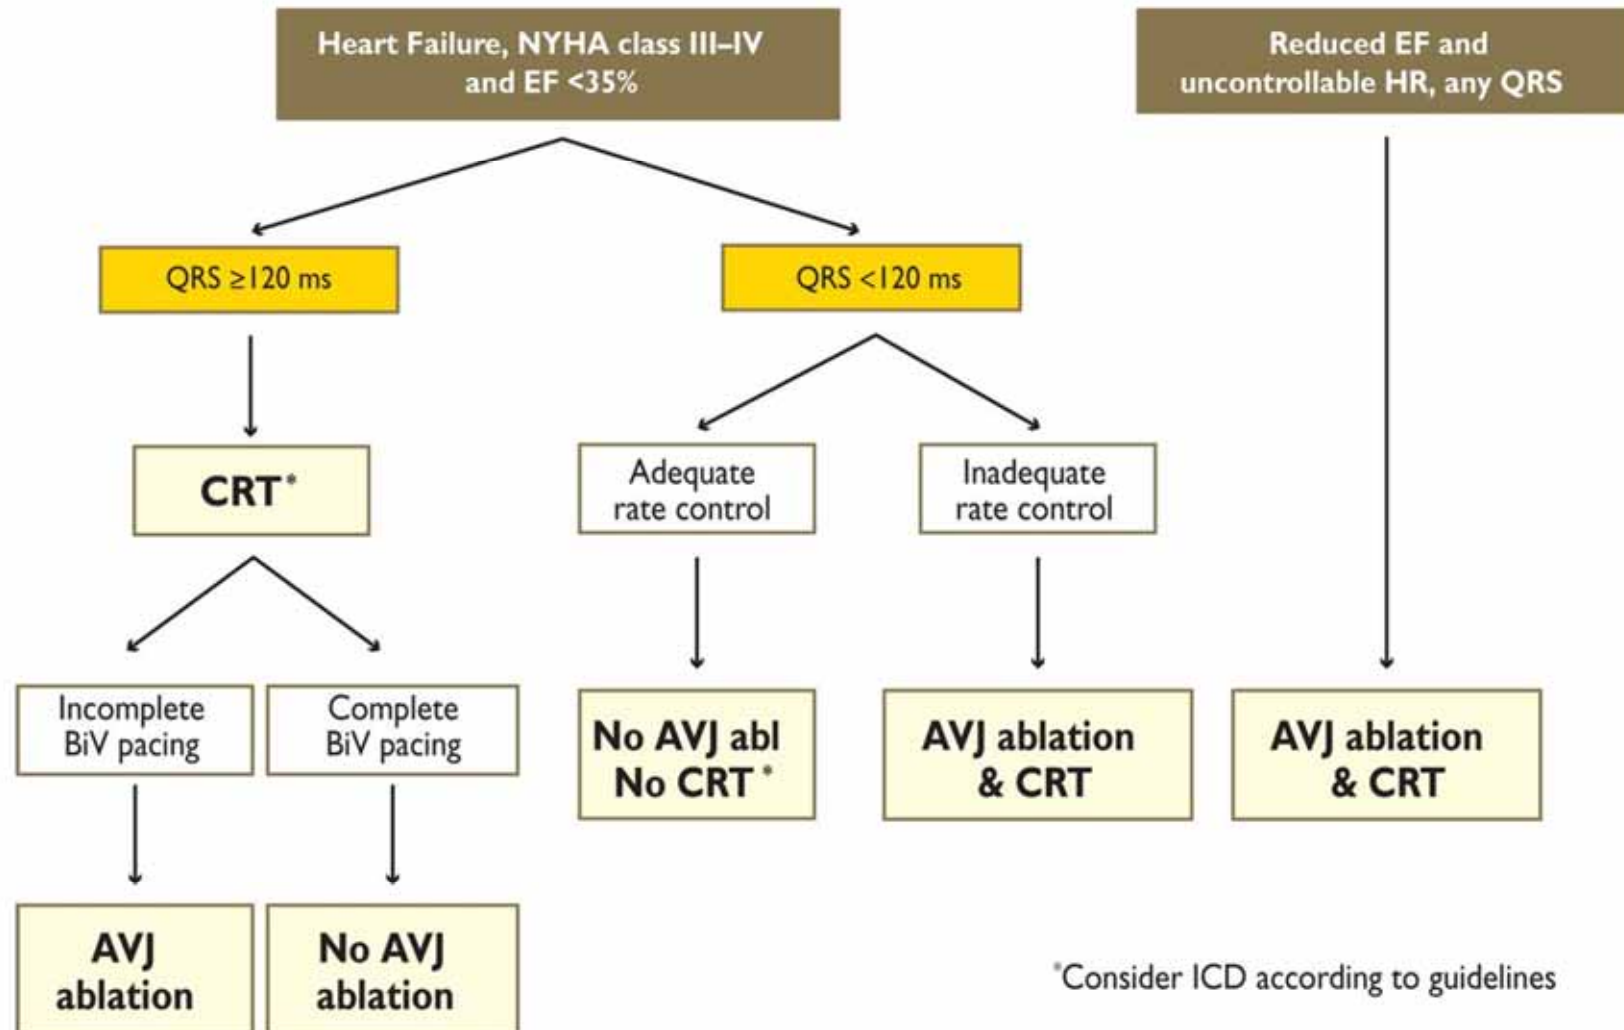 Heart Failure, NYHA class III–IV
and EF <35%
Reduced EF and
uncontrollable HR, any QRS
QRS ≥120 ms
QRS <120 ms
CRT*
Adequate
rate control
Inadequate
rate control
Incomplete
BiV pacing
Complete
BiV pacing
No AVJ abl
No CRT *
AVJ ablation
& CRT
AVJ ablation
& CRT
AVJ
ablation
No AVJ
ablation
*Consider ICD according to guidelines